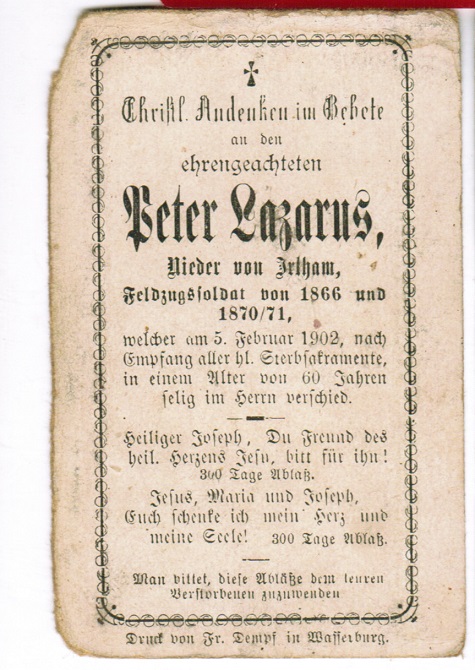 Christl. Andenken im Gebete
an den
ehrengeachteten
Peter Lazarus,
Rieder von Irlham,
Feldzugssoldat von 1866 und
1870/71,
welcher am 5. Februar 1902, nach
Empfang aller hl. Sterbsakramente,
in einem Alter von 60 Jahren
selig im Herrn verschied.
Heiliger Joseph, Du Freund des
heil. Herzens Jesu, bitt für ihn!
300 Tage Ablaß.
Jesus, Maria und Joseph,
Euch schenke ich mein Herz und
meine Seele! 300 Tage Ablaß.
Man bittet, diese Abläße dem teuren
Verstorbenen zuzuwenden
Druck von Fr. Dempf in Wasserburg.